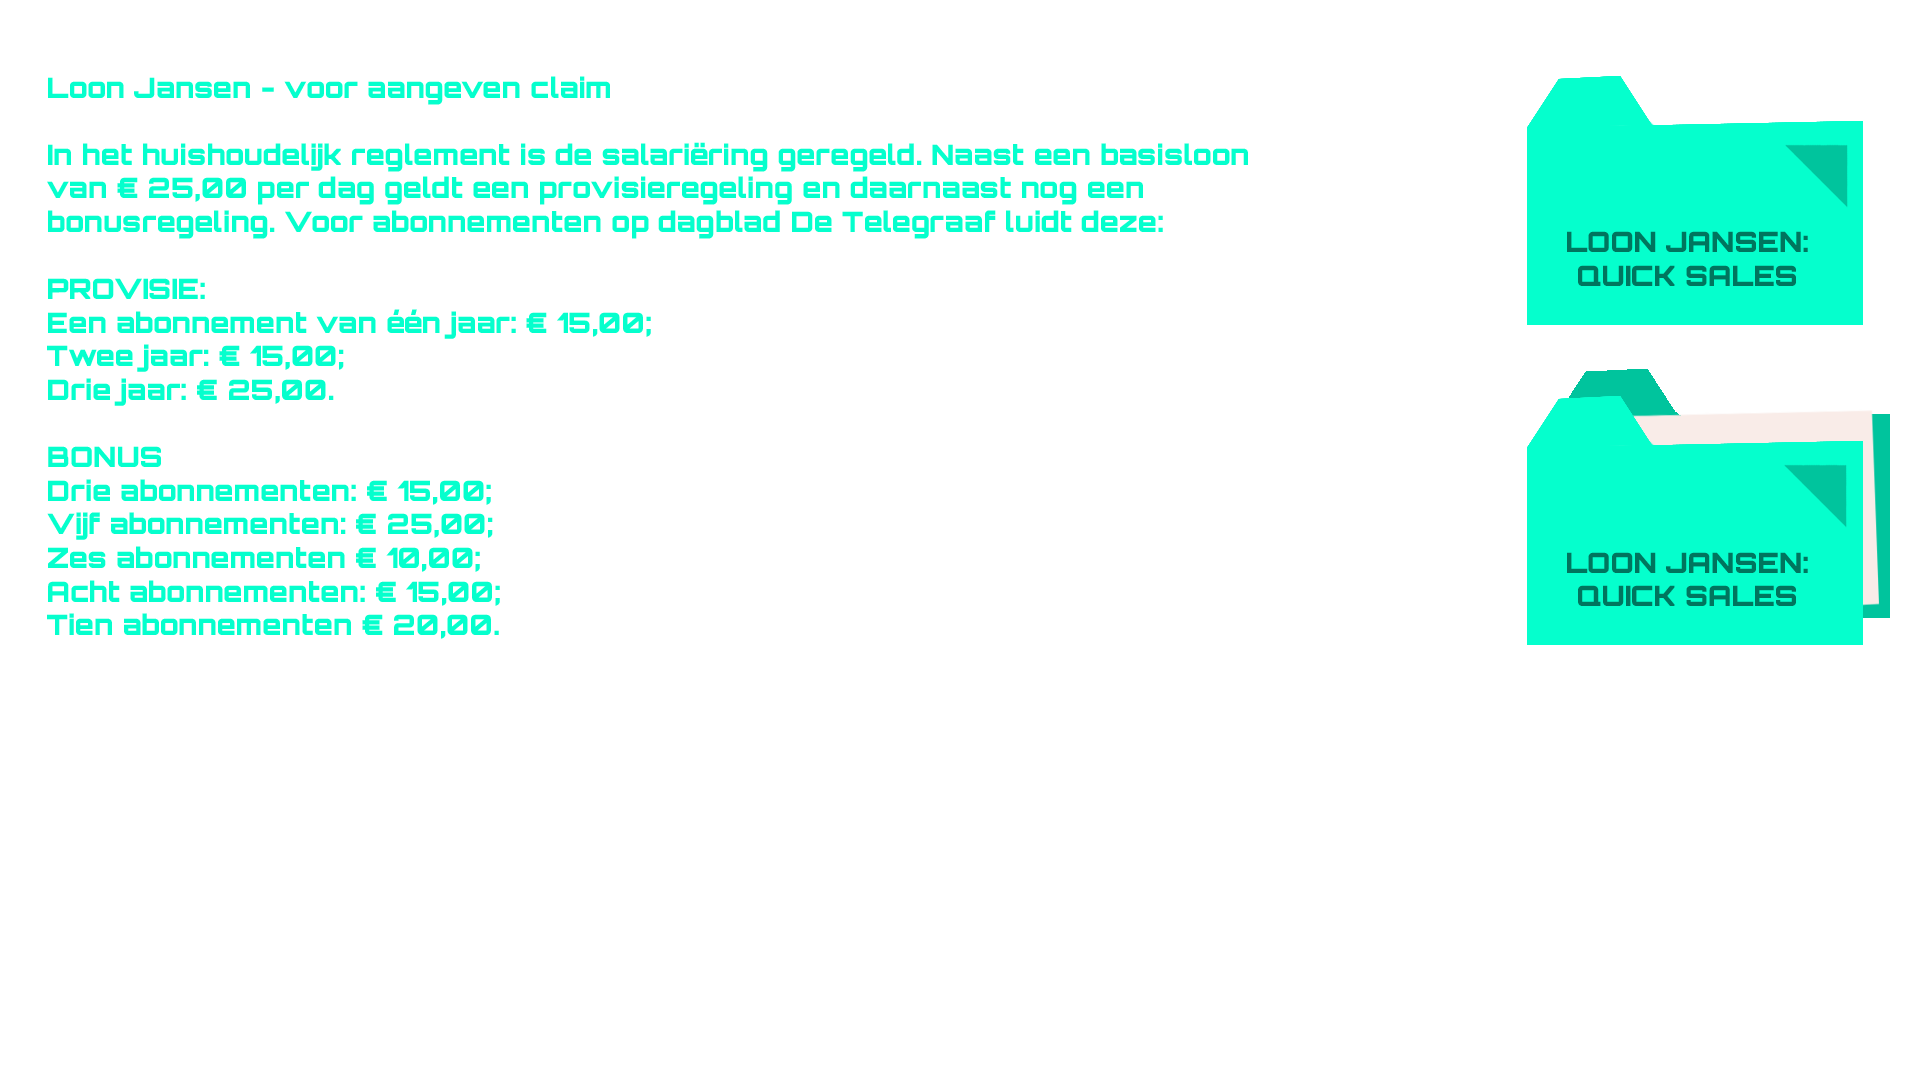 Loon Jansen - voor aangeven claim
In het huishoudelijk reglement is de salariëring geregeld. Naast een basisloon
van € 25,00 per dag geldt een provisieregeling en daarnaast nog een
bonusregeling. Voor abonnementen op dagblad De Telegraaf luidt deze:
PROVISIE:
Een abonnement van één jaar: € 15,00;
Twee jaar: € 15,00;
Drie jaar: € 25,00.
BONUS
Drie abonnementen: € 15,00;
Vijf abonnementen: € 25,00;
Zes abonnementen € 10,00;
Acht abonnementen: € 15,00;
Tien abonnementen € 20,00.
LOON JANSEN:
QUICK SALES
LOON JANSEN:
QUICK SALES